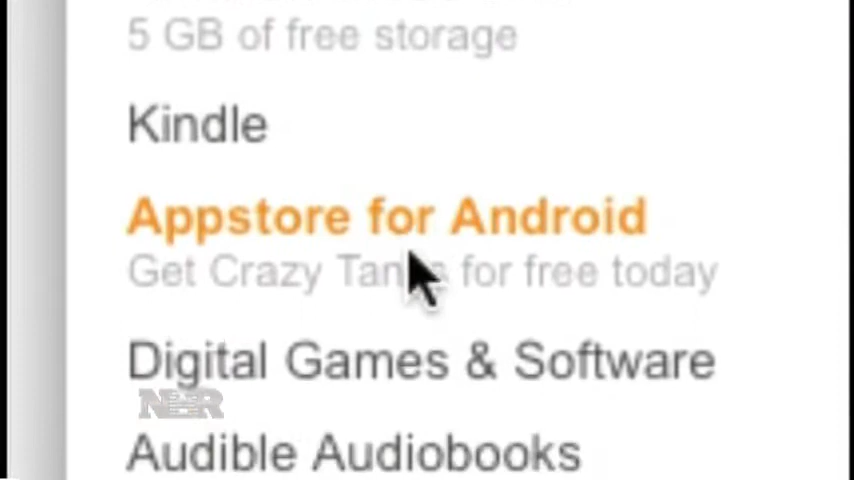 5 GB of free storage
Kindle
Appstore for Android
Get Crazy for free today
Digital Games & Software
NBR
Audible Audiobooks